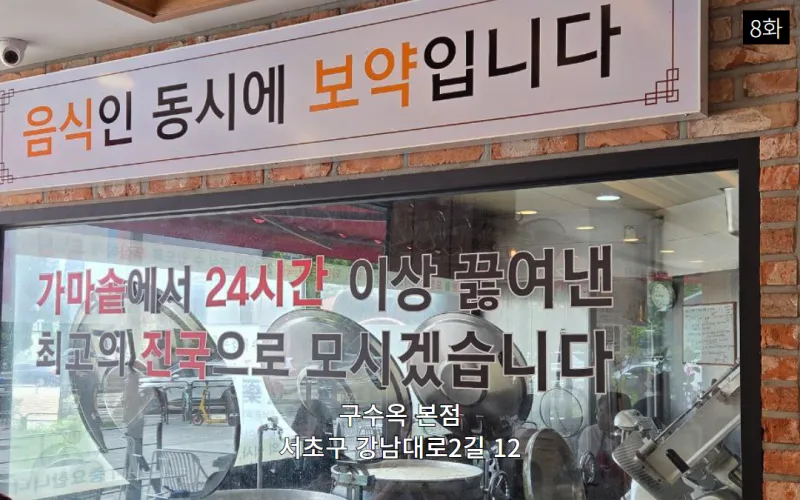 8화
음식인 동시에 보약입니다
가마솥에서 24시간 이상 끓여낸
최고의 진국으로 모시겠습니다
구수옥 본점
서초구 강남대로2길 12